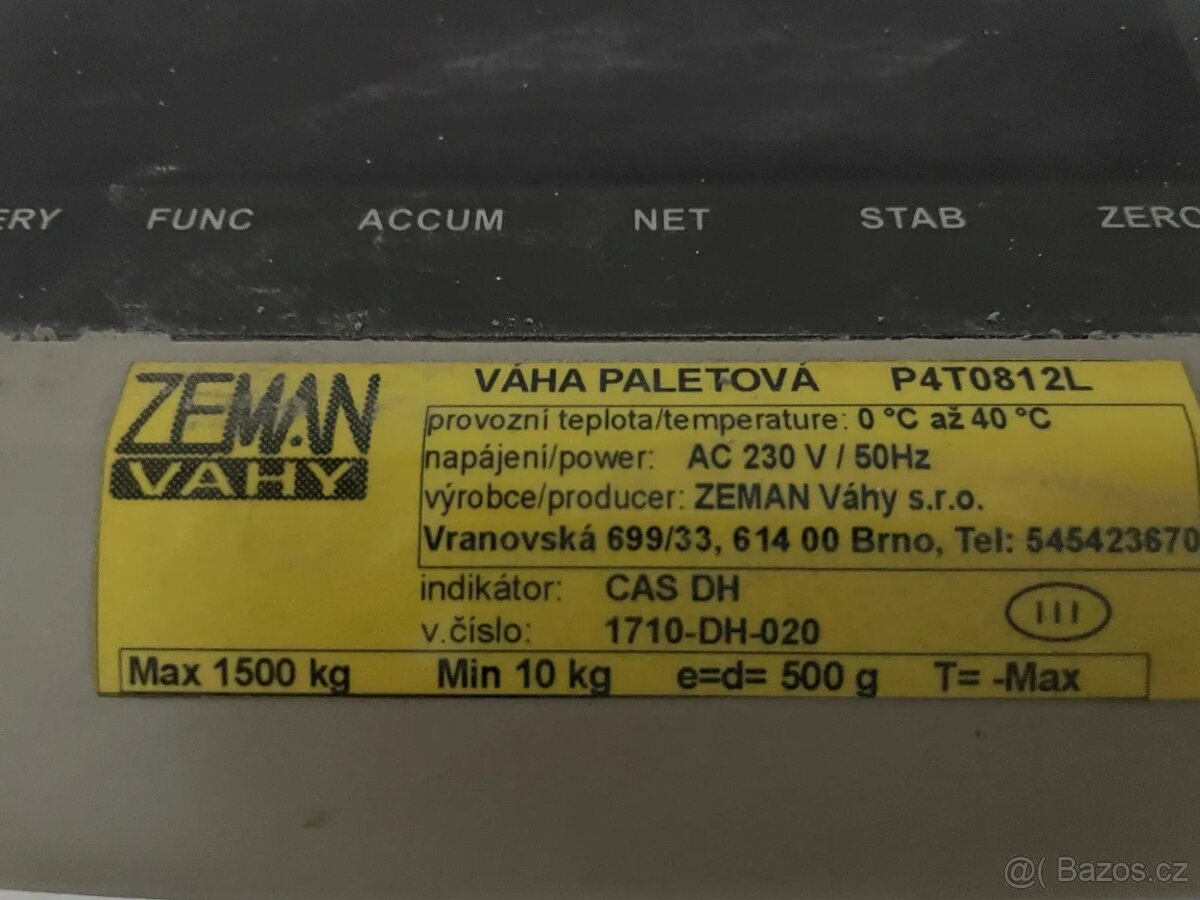 ERY FUNC ACCUM NET STAB ZERO
ZEMAN
VÁHY
VÁHA PALETOVÁ P4T0812L
provozní teplota/temperature: 0 °C až 40 °C
napájení/power: AC 230 V / 50Hz
výrobce/producer: ZEMAN Váhy s.r.o.
Vranovská 699/33, 614 00 Brno, Tel: 545423670
indikátor: CAS DH
v.číslo: 1710-DH-020
III
Max 1500 kg Min 10 kg e=d= 500 g T= -Max
@( Bazos.cz